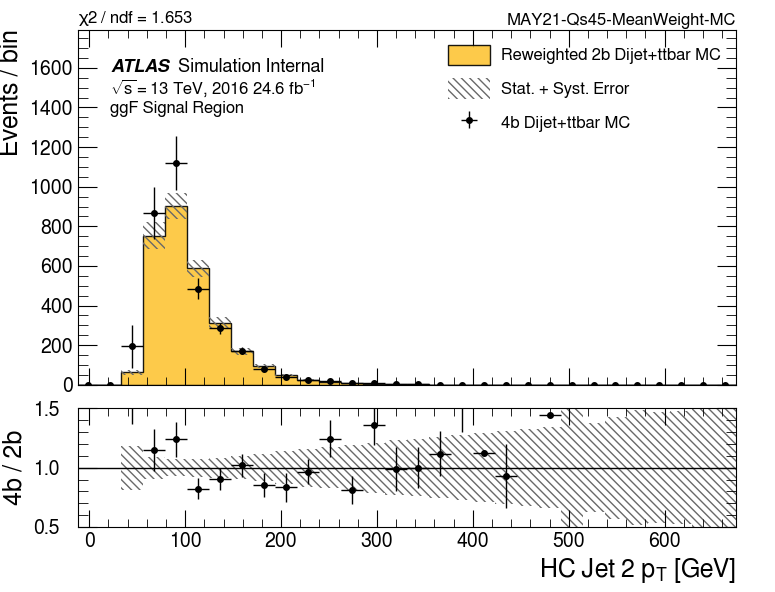 χ2 / ndf = 1.653
MAY21-Qs45-MeanWeight-MC
Events / bin
1600
1400
1200
1000
800
600
400
200
0
ATLAS Simulation Internal
√s = 13 TeV, 2016 24.6 fb⁻¹
ggF Signal Region
Reweighted 2b Dijet+ttbar MC
Stat. + Syst. Error
4b Dijet+ttbar MC
4b / 2b
1.5
1.0
0.5
0 100 200 300 400 500 600
HC Jet 2 pT [GeV]